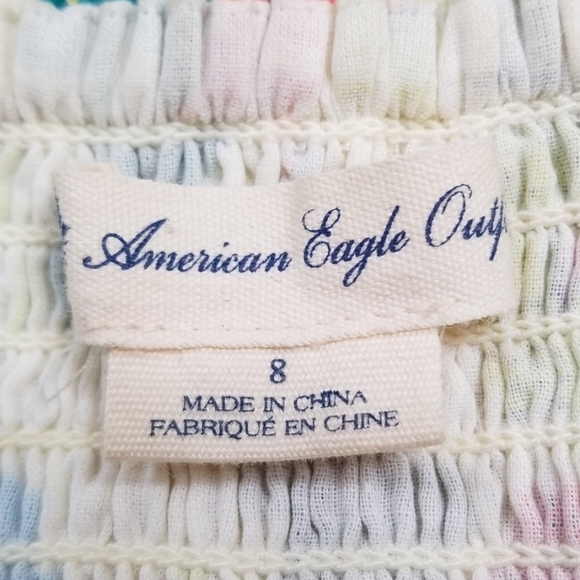 American Eagle Outf
8
MADE IN CHINA
FABRIQUÉ EN CHINE